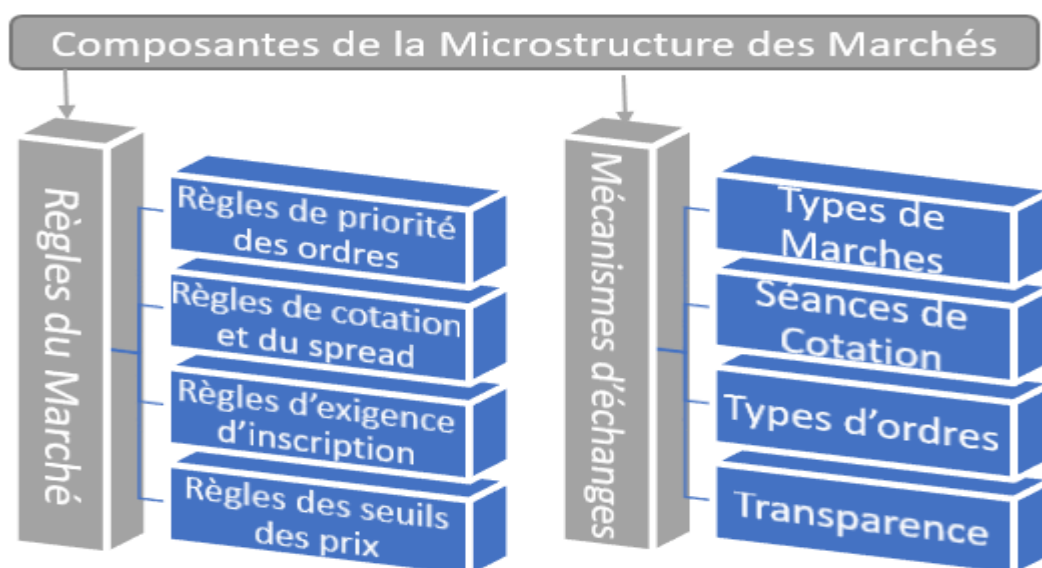 Composantes de la Microstructure des Marchés
Règles du Marché
Règles de priorité
des ordres
Règles de cotation
et du spread
Règles d'exigence
d'inscription
Règles des seuils
des prix
Mécanismes d'échanges
Types de
Marches
Séances de
Cotation
Types d'ordres
Transparence